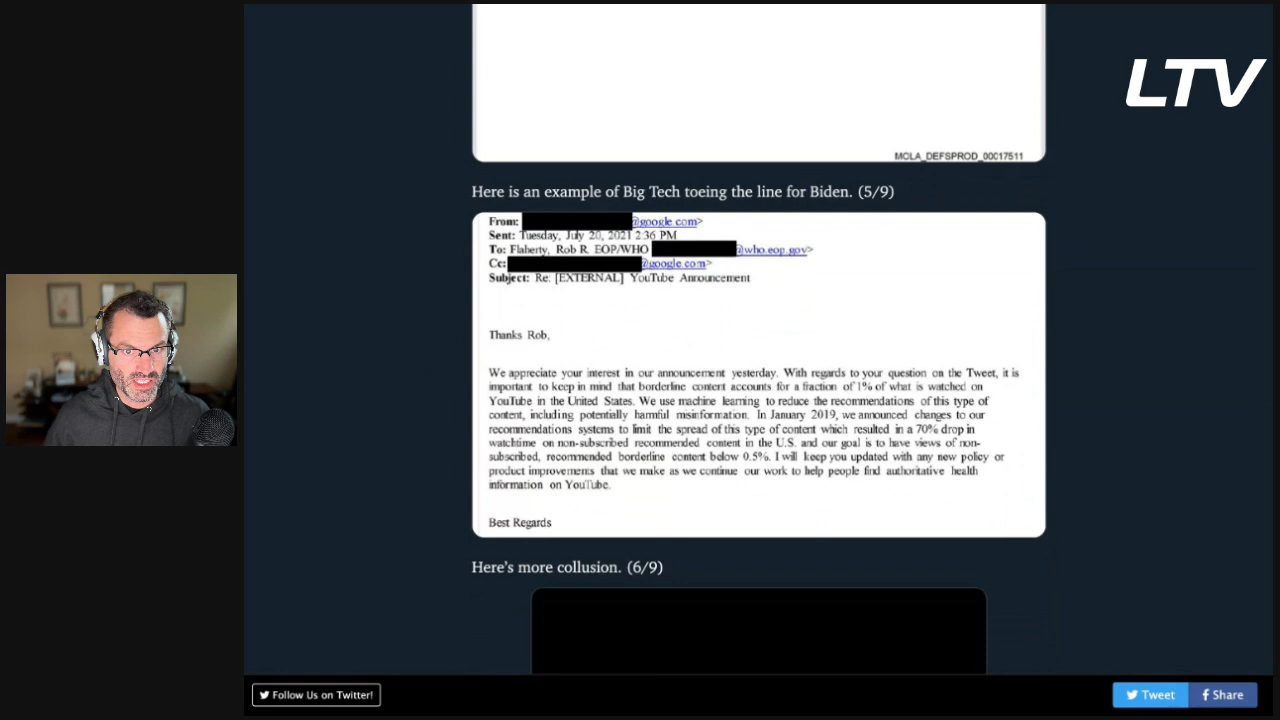 LTV
MCLA_DEFSPROD_00017511
Here is an example of Big Tech toeing the line for Biden. (5/9)
From: @google.com>
Sent: Tuesday, July 20, 2021 2:36 PM
To: Flaherty, Rob R. EOP/WHO @who.eop.gov>
Cc: @google.com>
Subject: Re: [EXTERNAL] YouTube Announcement
Thanks Rob,
We appreciate your interest in our announcement yesterday. With regards to your question on the Tweet, it is
important to keep in mind that borderline content accounts for a fraction of 1% of what is watched on
YouTube in the United States. We use machine learning to reduce the recommendations of this type of
content, including potentially harmful misinformation. In January 2019, we announced changes to our
recommendations systems to limit the spread of this type of content which resulted in a 70% drop in
watchtime on non-subscribed recommended content in the U.S. and our goal is to have views of non-
subscribed, recommended borderline content below 0.5%. I will keep you updated with any new policy or
product improvements that we make as we continue our work to help people find authoritative health
information on YouTube.
Best Regards
Here's more collusion. (6/9)
Follow Us on Twitter!
Tweet
Share